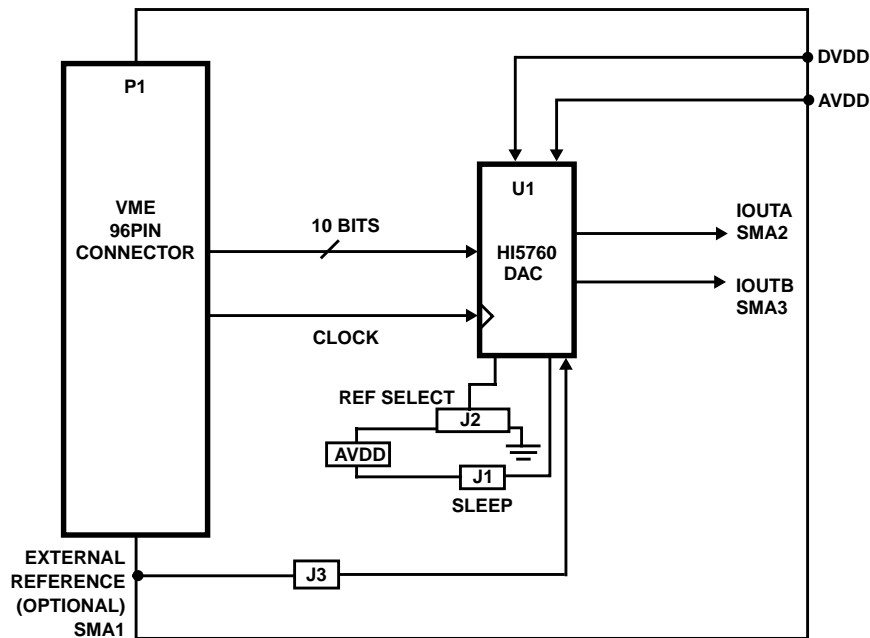 DVDD
AVDD
P1
VME
96PIN
CONNECTOR
10 BITS
CLOCK
U1
HI5760
DAC
IOUTA
SMA2
IOUTB
SMA3
REF SELECT
J2
AVDD
J1
SLEEP
EXTERNAL
REFERENCE
(OPTIONAL)
SMA1
J3